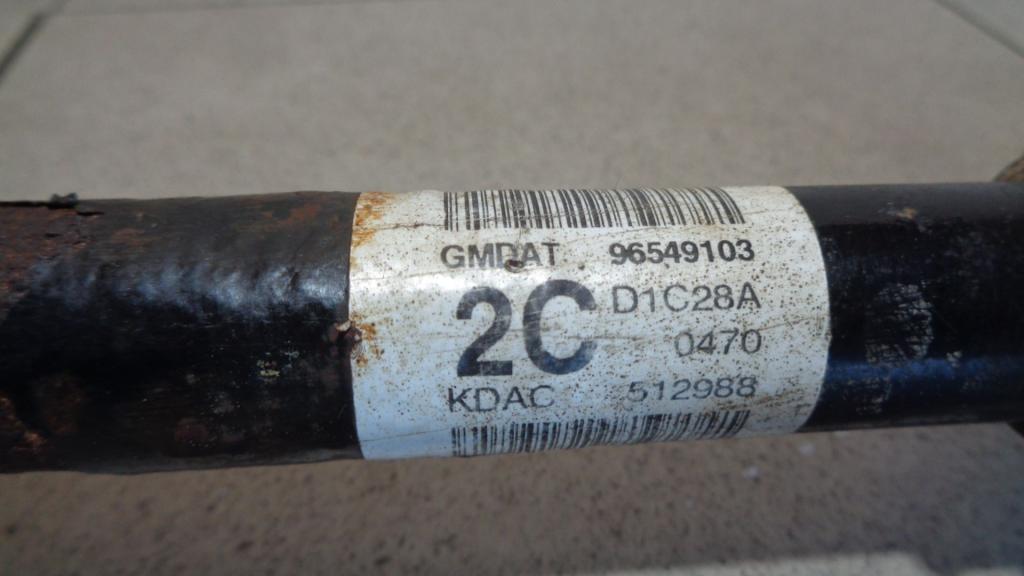 GMDAT 96549103
2C D1C28A
0470
KDAC 512988